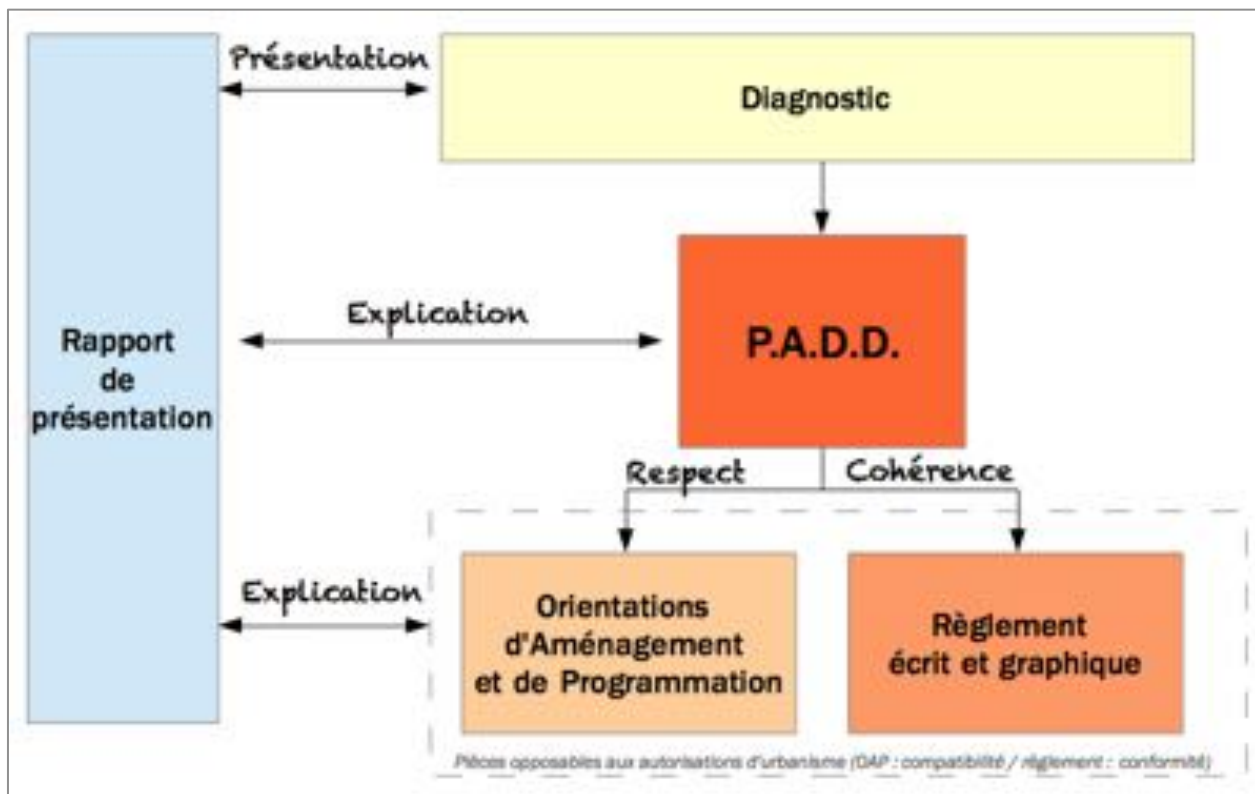 Présentation
Diagnostic
Explication
P.A.D.D.
Rapport
de
présentation
Respect
Cohérence
Explication
Orientations
d'Aménagement
et de Programmation
Règlement
écrit et graphique
Pièces opposables aux autorisations d'urbanisme (OAP : compatibilité / règlement : conformité)